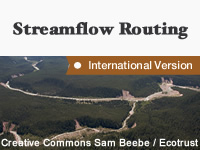 Streamflow Routing
International Version
Creative Commons Sam Beebe / Ecotrust